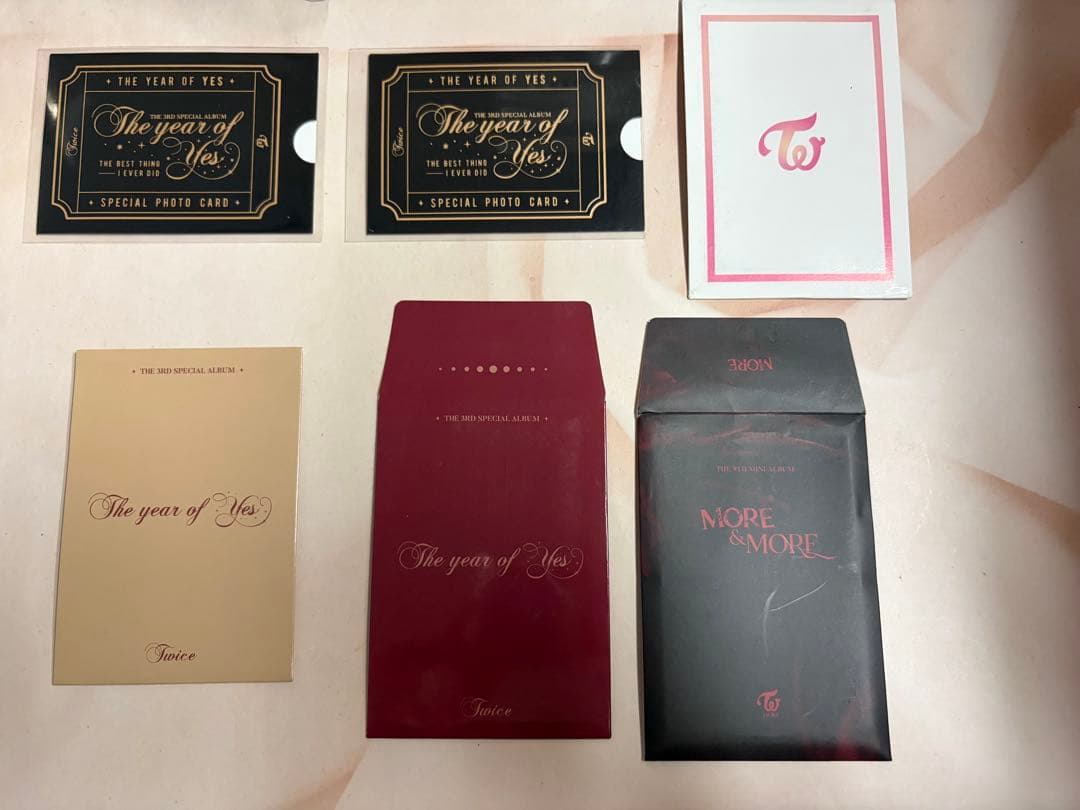 THE YEAR OF YES
THE 3RD SPECIAL ALBUM
The year of
Yes
THE BEST THING
I EVER DID
Twice
SPECIAL PHOTO CARD
THE YEAR OF YES
THE 3RD SPECIAL ALBUM
The year of
Yes
THE BEST THING
I EVER DID
Twice
SPECIAL PHOTO CARD
THE 3RD SPECIAL ALBUM
The year of Yes
Twice
THE 3RD SPECIAL ALBUM
The year of Yes
Twice
MORE
THE 9TH MINI ALBUM
MORE
&MORE